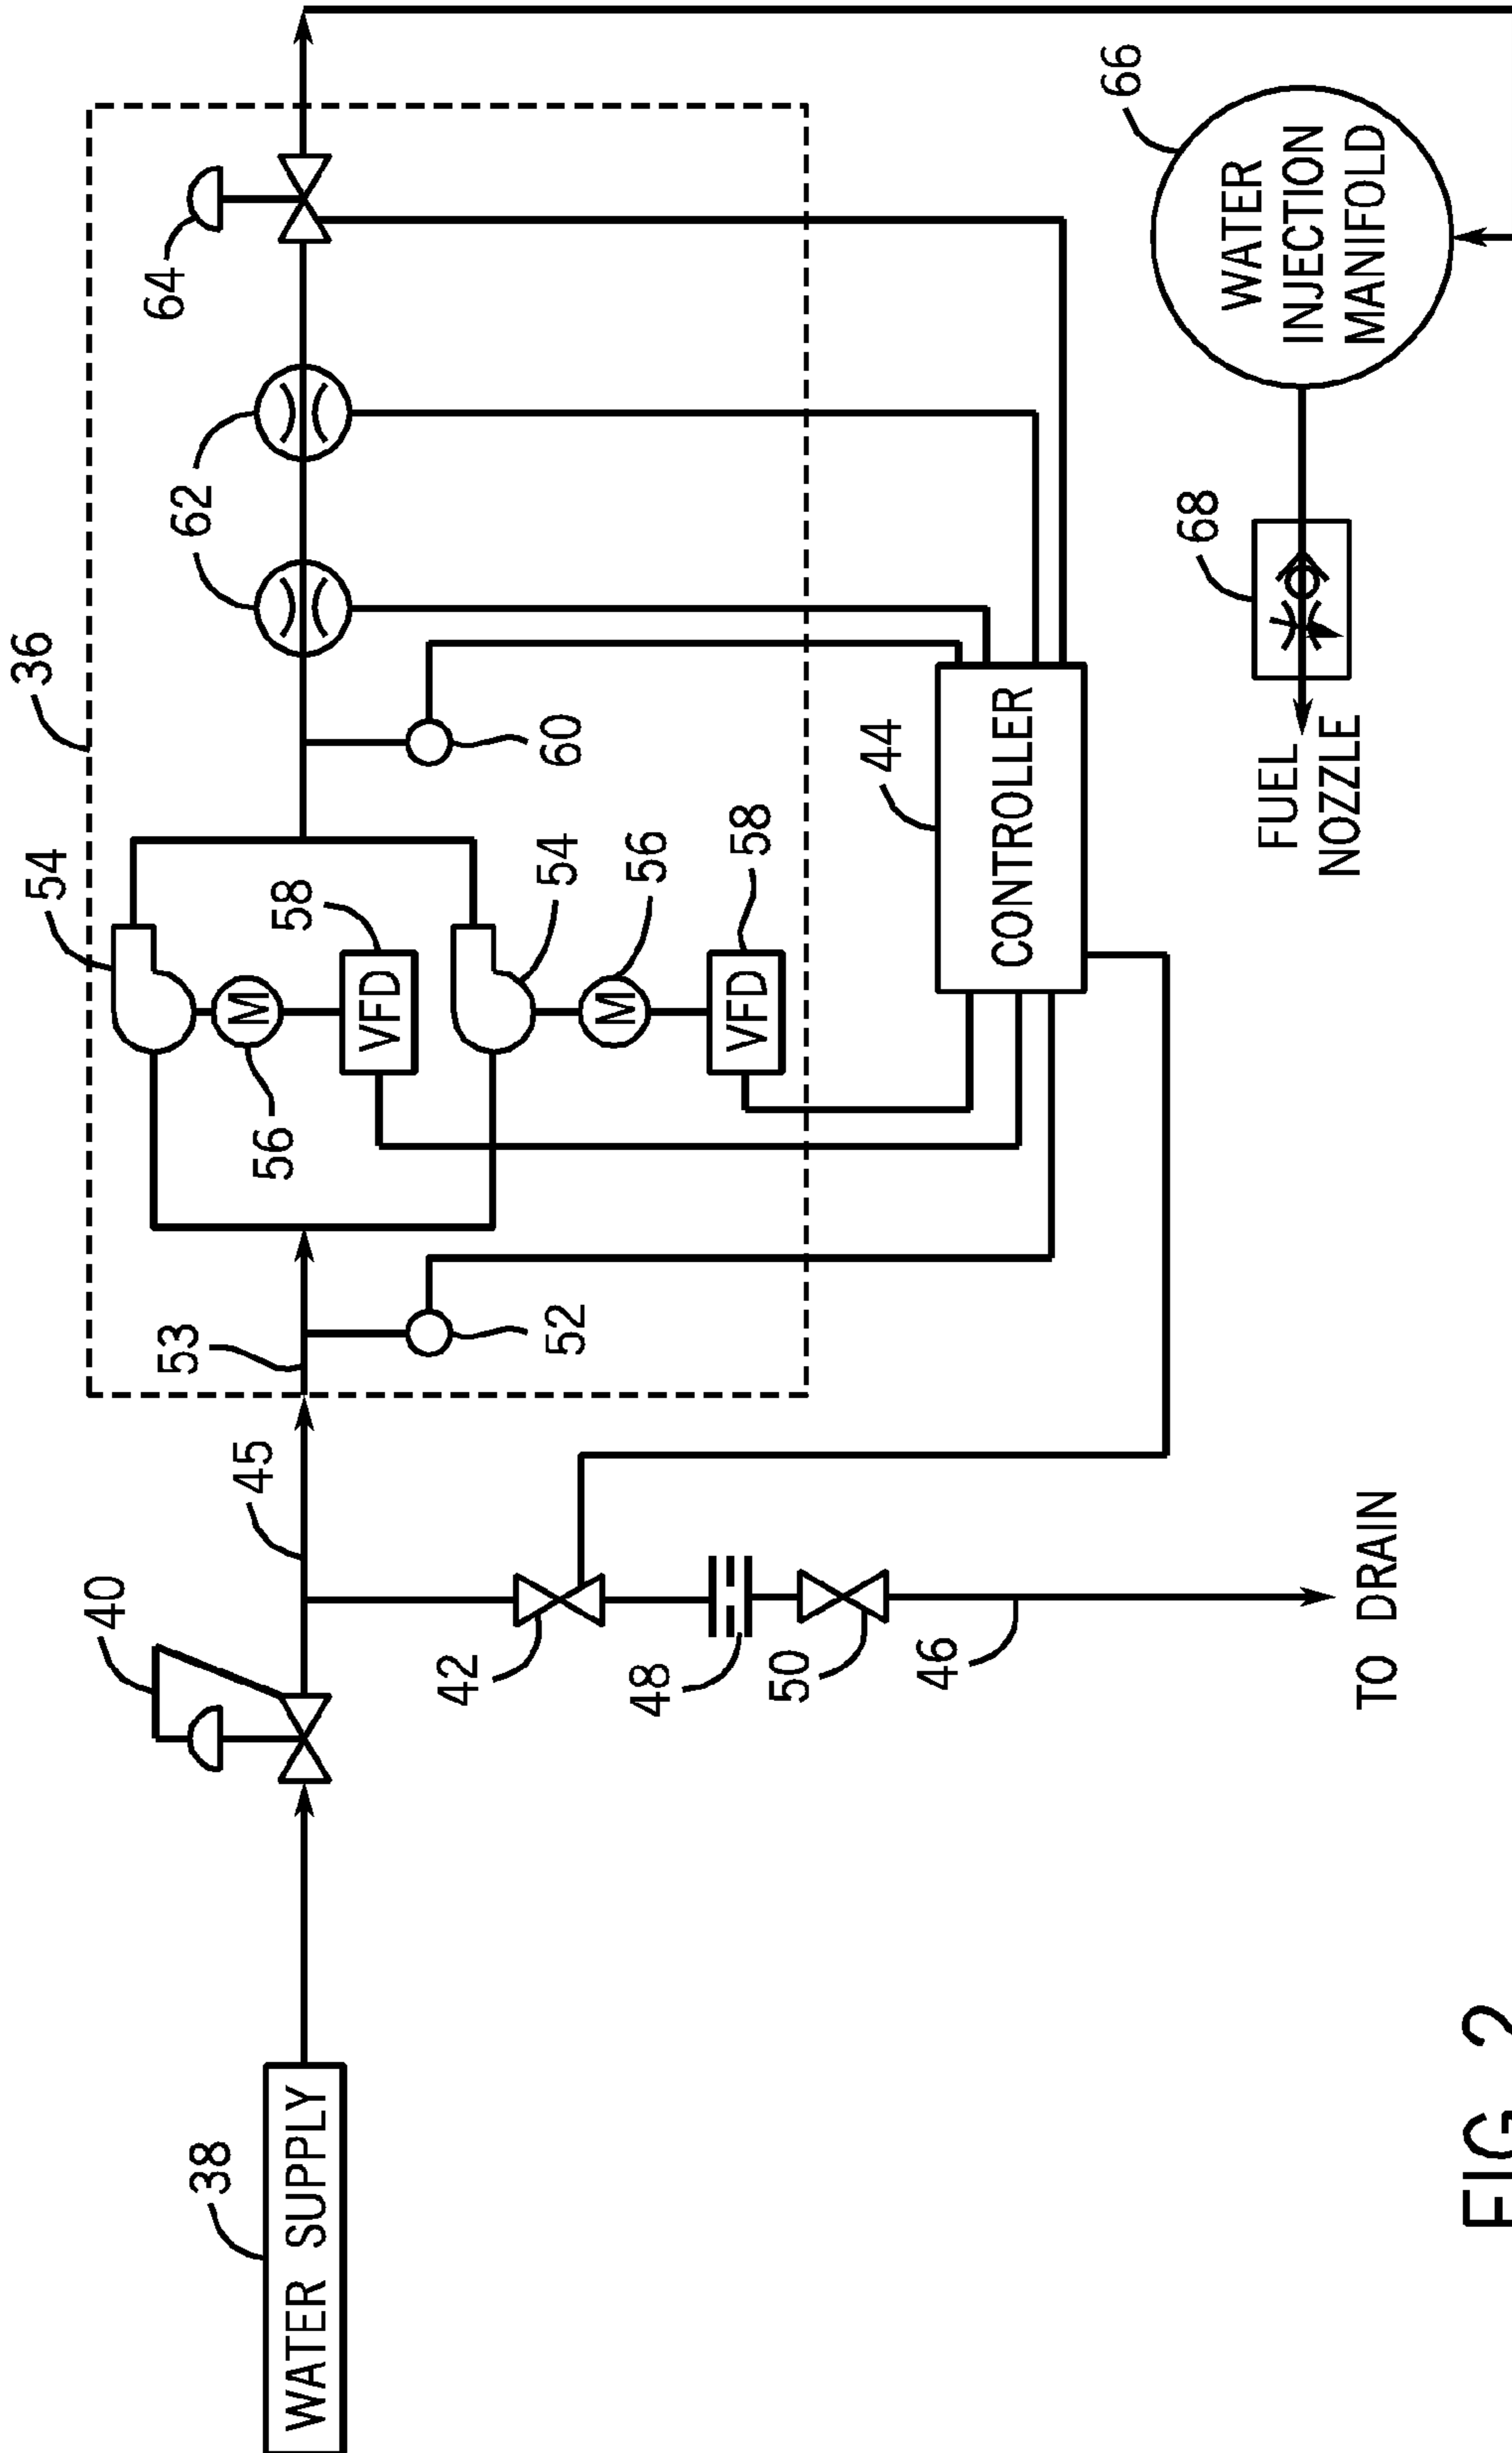 36
54
40
64
53
62
38
M
45
56
58
WATER SUPPLY
VFD
42
54
52
60
M
48
56
VFD
58
50
44
46
CONTROLLER
66
68
WATER
INJECTION
MANIFOLD
FUEL
NOZZLE
TO DRAIN
FIG 2